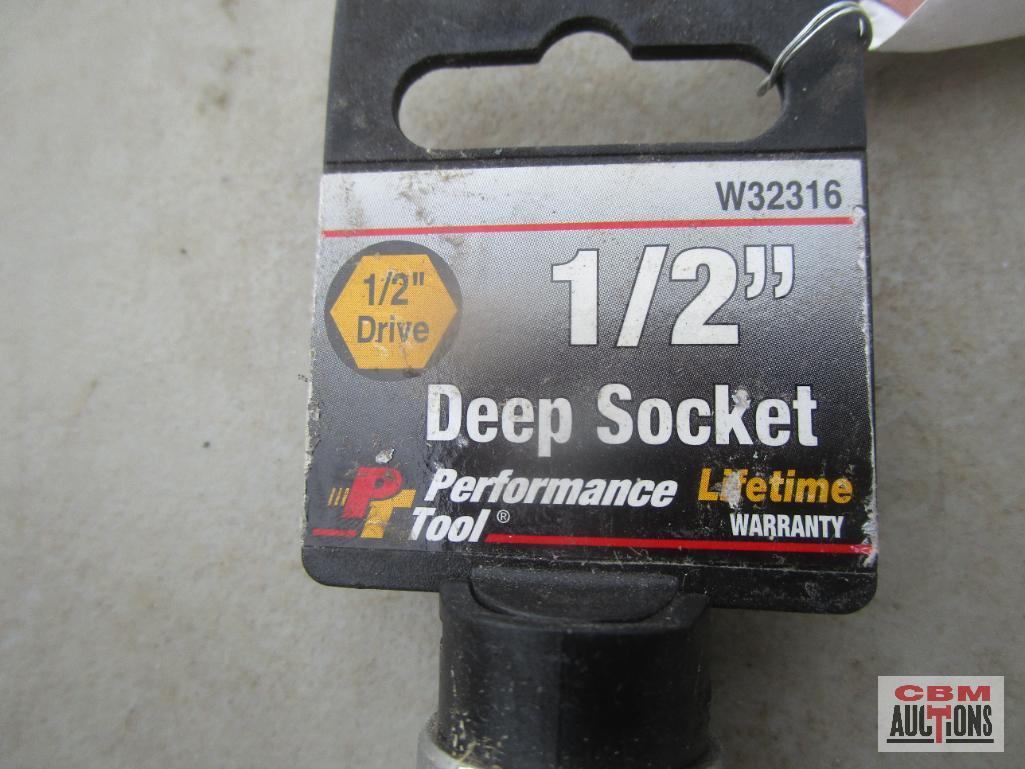 W32316
1/2"
Drive
1/2”
Deep Socket
PT
Performance
Tool®
Lifetime
WARRANTY
CBM
AUCTIONS